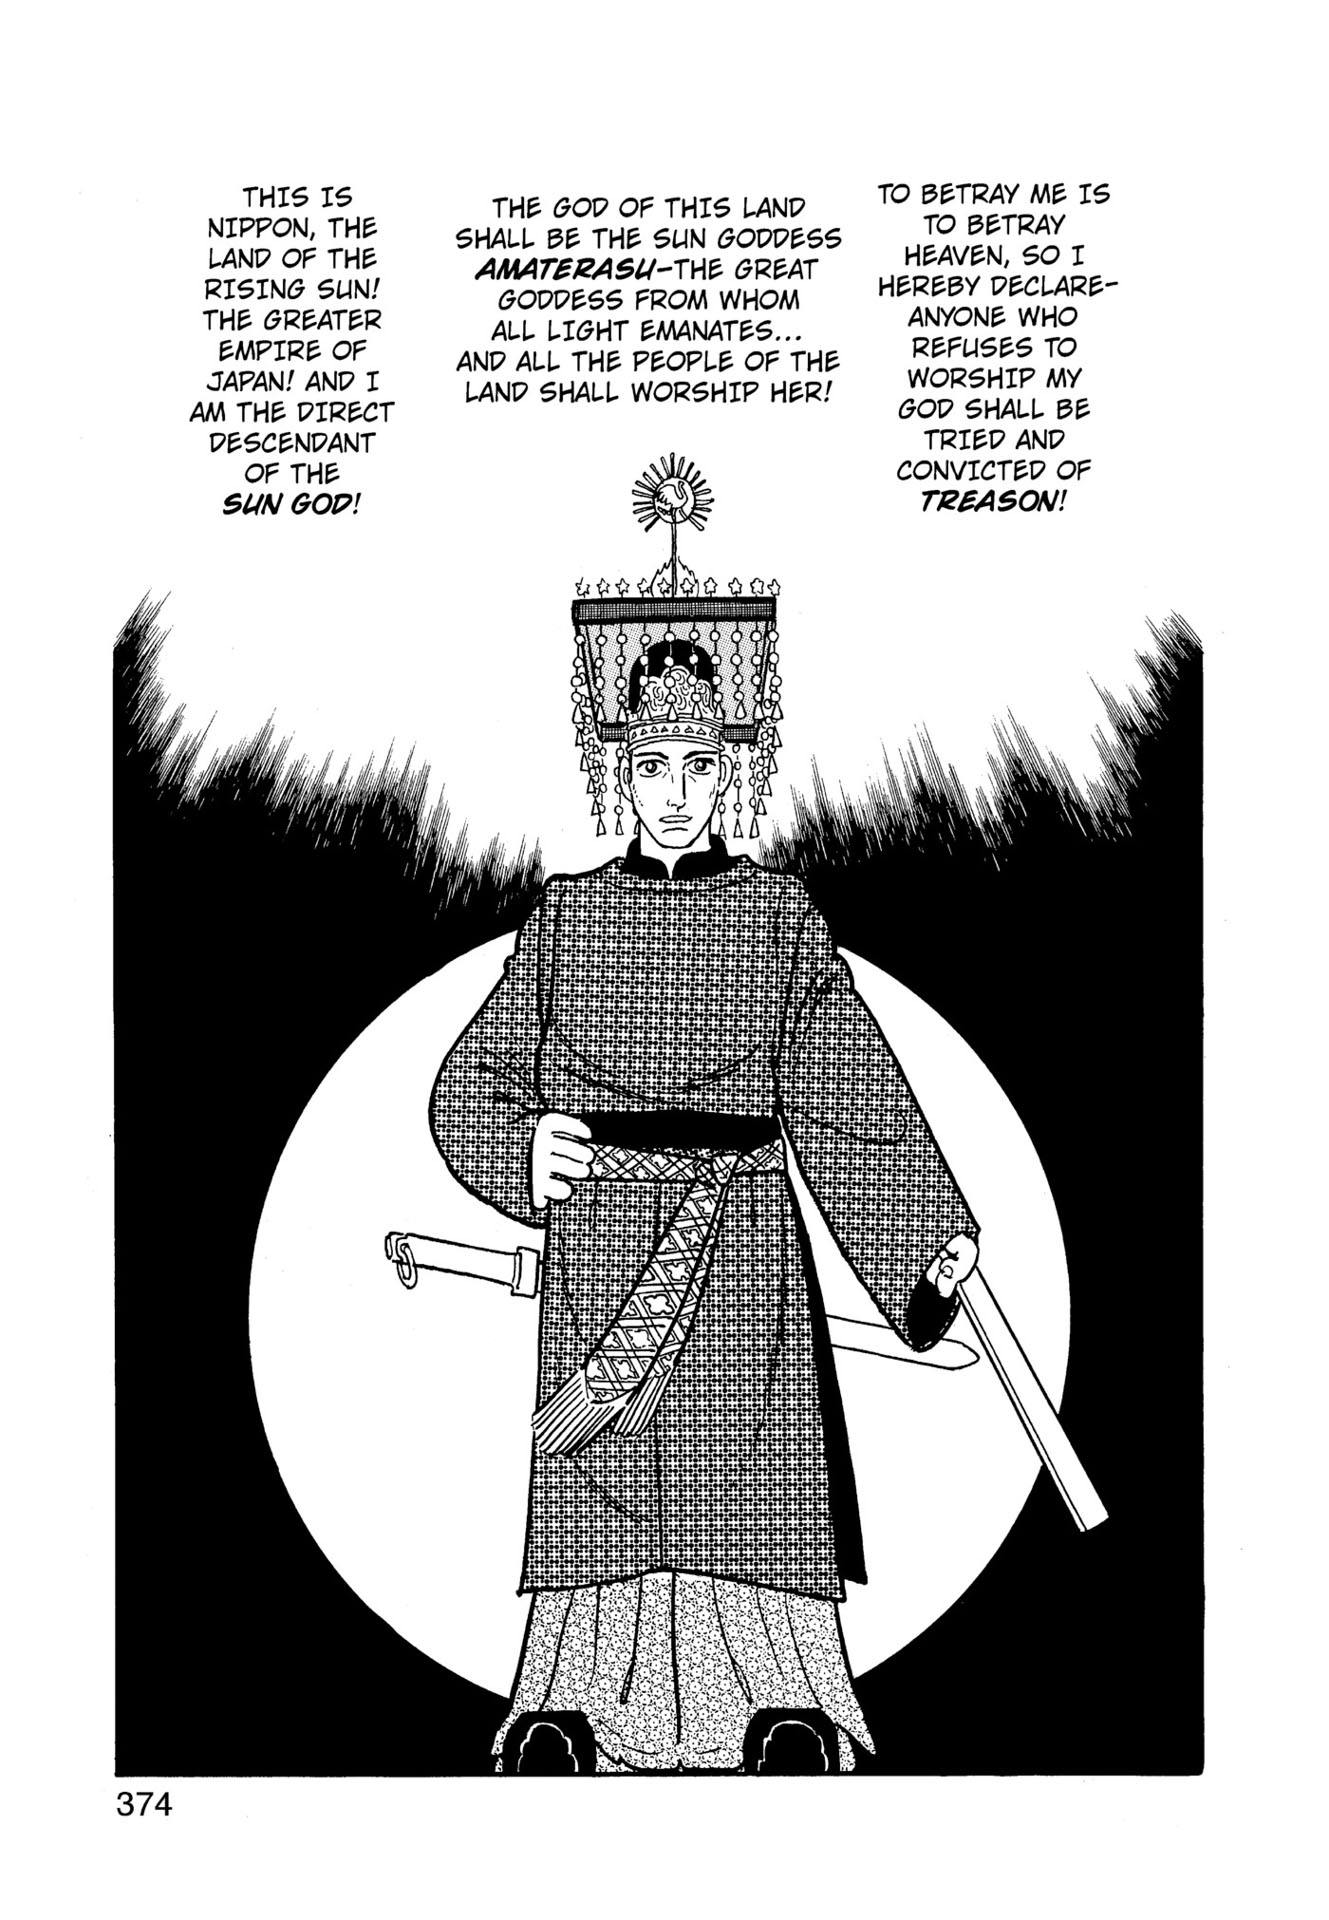 THIS IS
NIPPON, THE
LAND OF THE
RISING SUN!
THE GREATER
EMPIRE OF
JAPAN! AND I
AM THE DIRECT
DESCENDANT
OF THE
SUN GOD!
THE GOD OF THIS LAND
SHALL BE THE SUN GODDESS
AMATERASU-THE GREAT
GODDESS FROM WHOM
ALL LIGHT EMANATES...
AND ALL THE PEOPLE OF THE
LAND SHALL WORSHIP HER!
TO BETRAY ME IS
TO BETRAY
HEAVEN, SO I
HEREBY DECLARE-
ANYONE WHO
REFUSES TO
WORSHIP MY
GOD SHALL BE
TRIED AND
CONVICTED OF
TREASON!
374